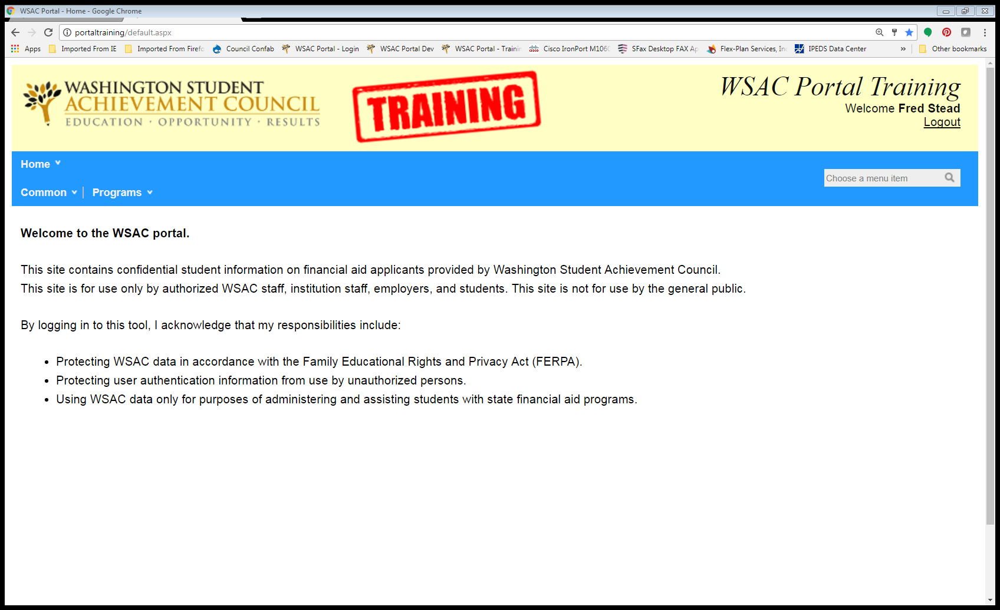 WSAC Portal - Home - Google Chrome
portaltraining/default.aspx
Apps Imported From IE Imported From Firefo Council Confab WSAC Portal - Login WSAC Portal Dev WSAC Portal - Trainin Cisco IronPort M1060 SFax Desktop FAX Ap Flex-Plan Services, Inc IPEDS Data Center » Other bookmarks
WASHINGTON STUDENT
ACHIEVEMENT COUNCIL
EDUCATION · OPPORTUNITY · RESULTS
TRAINING
WSAC Portal Training
Welcome Fred Stead
Logout
Home
Choose a menu item
Common Programs
Welcome to the WSAC portal.
This site contains confidential student information on financial aid applicants provided by Washington Student Achievement Council.
This site is for use only by authorized WSAC staff, institution staff, employers, and students. This site is not for use by the general public.
By logging in to this tool, I acknowledge that my responsibilities include:
• Protecting WSAC data in accordance with the Family Educational Rights and Privacy Act (FERPA).
• Protecting user authentication information from use by unauthorized persons.
• Using WSAC data only for purposes of administering and assisting students with state financial aid programs.